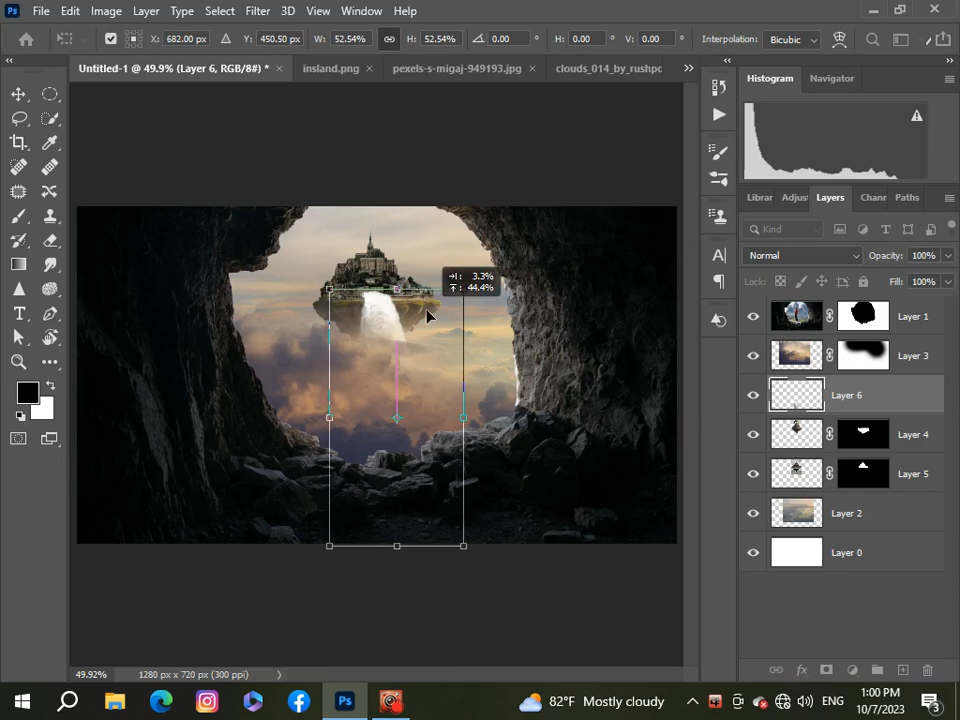 Ps File Edit Image Layer Type Select Filter 3D View Window Help
X: 682.00 px Y: 450.50 px W: 52.54% H: 52.54% 0.00 ° H: 0.00 ° V: 0.00 ° Interpolation: Bicubic
Untitled-1 @ 49.9% (Layer 6, RGB/8#) * × insland.png × pexels-s-migaj-949193.jpg × clouds_014_by_rushpo
Histogram Navigator
Librar Adjust Layers Chann Paths
Kind
Normal Opacity: 100%
Lock: Fill: 100%
3.3%
44.4%
Layer 1
Layer 3
Layer 6
Layer 4
Layer 5
Layer 2
Layer 0
49.92% 1280 px x 720 px (300 ppi)
Ps 82°F Mostly cloudy ENG 1:00 PM
10/7/2023 3